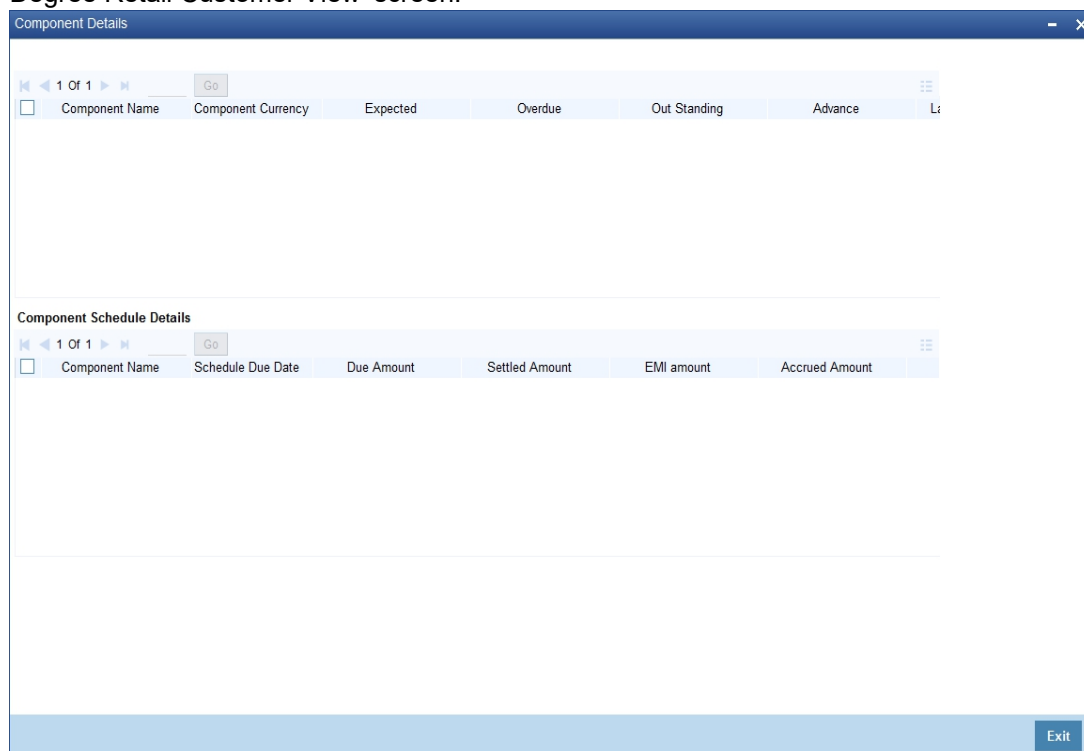 Degree Retail Customer View' screen.
Component Details
1 Of 1 Go
Component Name Component Currency Expected Overdue Out Standing Advance
Component Schedule Details
1 Of 1 Go
Component Name Schedule Due Date Due Amount Settled Amount EMI amount Accrued Amount
Exit